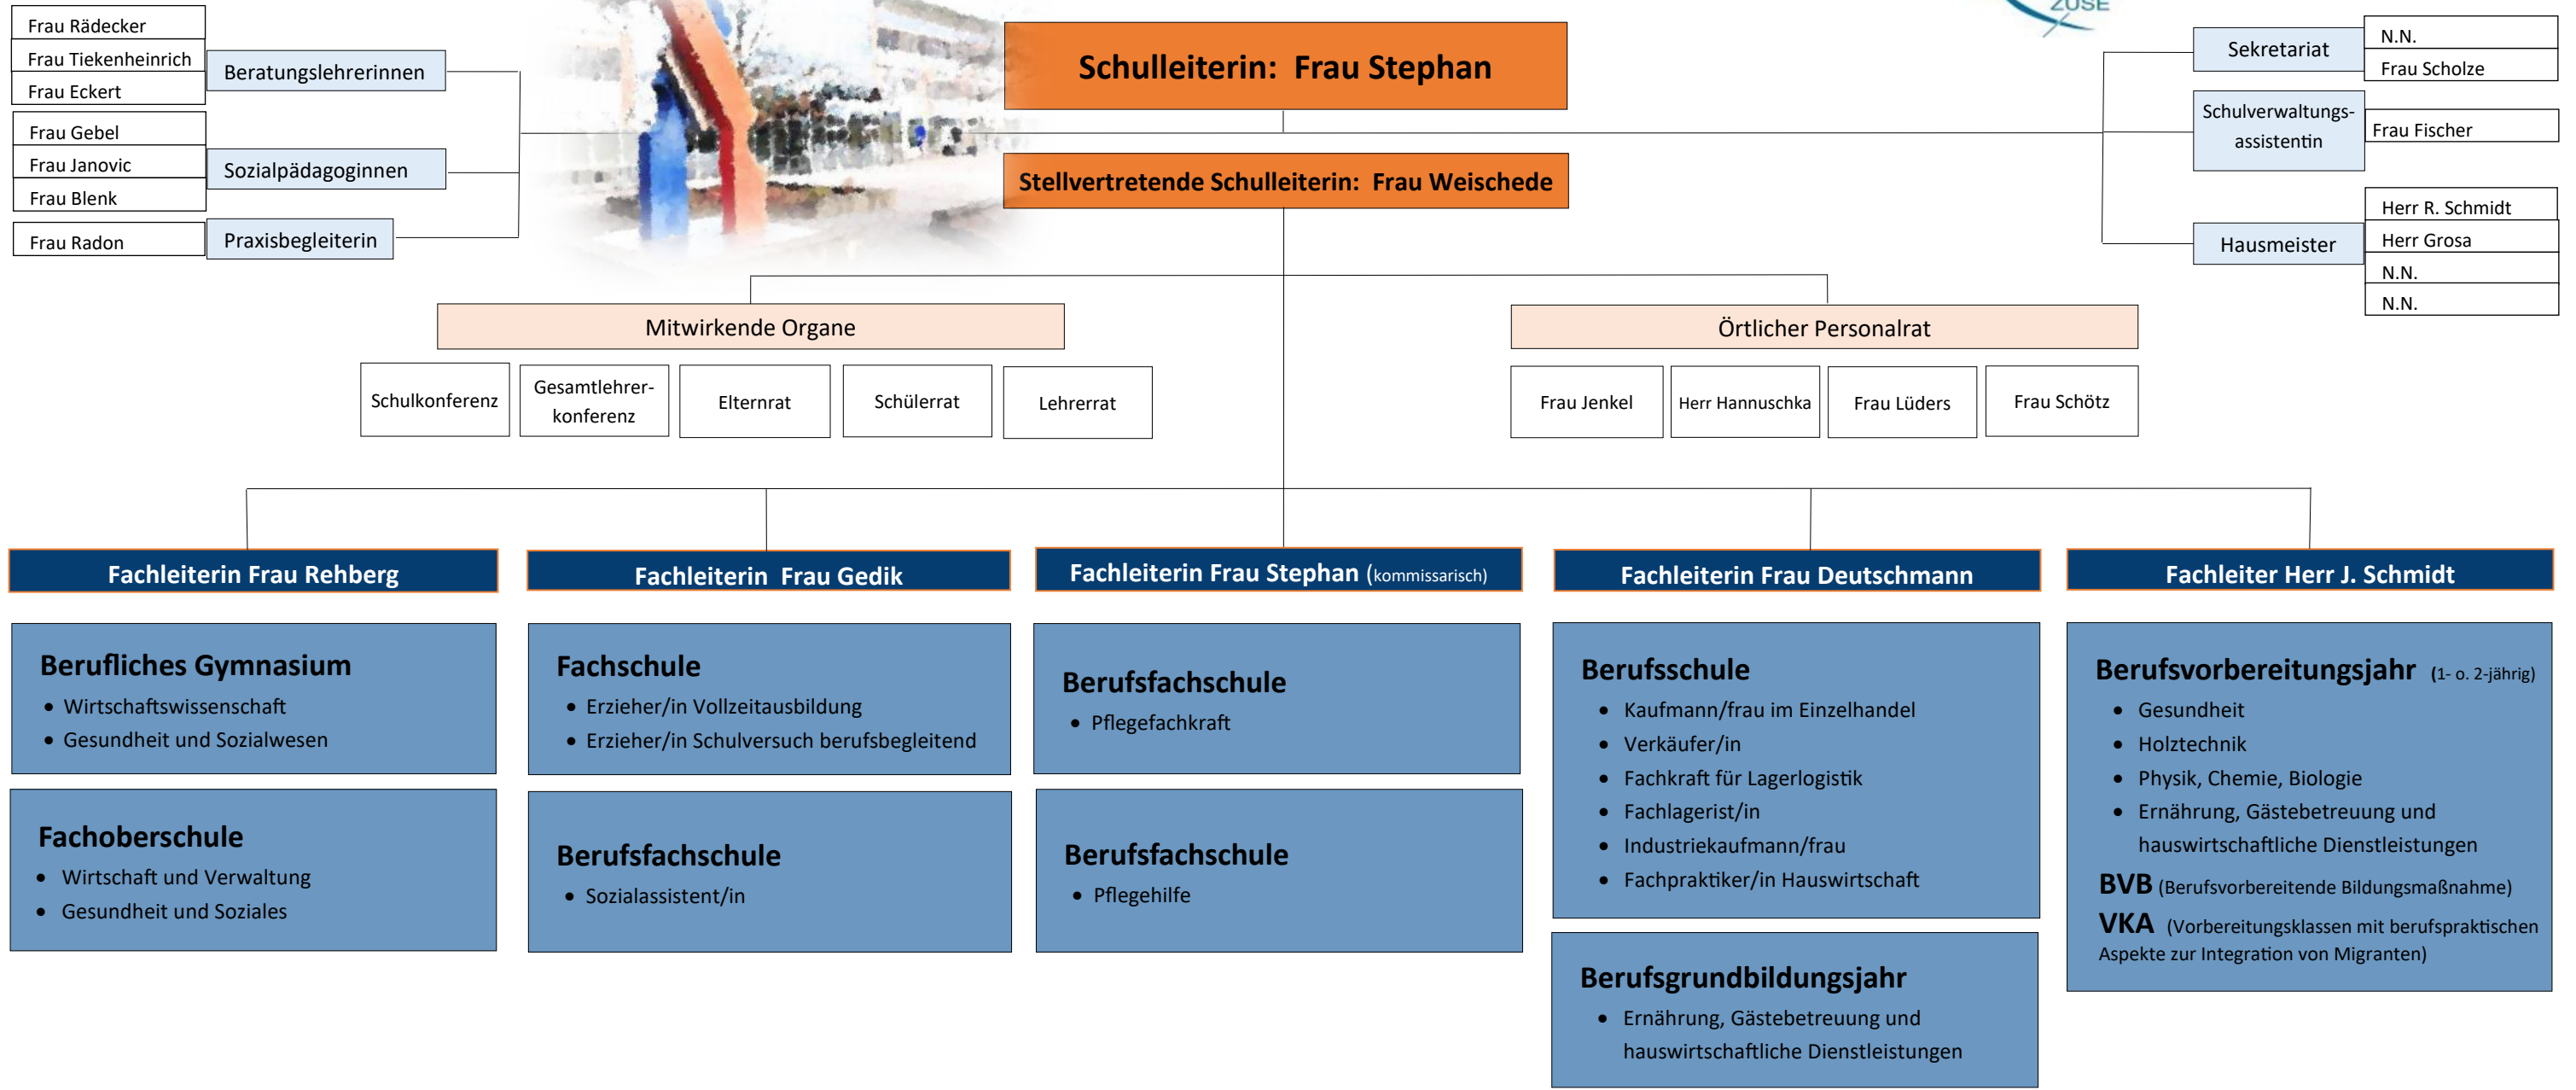 ZUSE
Frau Rädecker
Frau Tiekenheinrich
Frau Eckert
Beratungslehrerinnen
Frau Gebel
Frau Janovic
Frau Blenk
Sozialpädagoginnen
Frau Radon
Praxisbegleiterin
Schulleiterin:  Frau Stephan
Stellvertretende Schulleiterin:  Frau Weischede
Sekretariat
N.N.
Frau Scholze
Schulverwaltungs-
assistentin
Frau Fischer
Hausmeister
Herr R. Schmidt
Herr Grosa
N.N.
N.N.
Mitwirkende Organe
Schulkonferenz
Gesamtlehrer-
konferenz
Elternrat
Schülerrat
Lehrerrat
Örtlicher Personalrat
Frau Jenkel
Herr Hannuschka
Frau Lüders
Frau Schötz
Fachleiterin Frau Rehberg
Berufliches Gymnasium
• Wirtschaftswissenschaft
• Gesundheit und Sozialwesen
Fachoberschule
• Wirtschaft und Verwaltung
• Gesundheit und Soziales
Fachleiterin  Frau Gedik
Fachschule
• Erzieher/in Vollzeitausbildung
• Erzieher/in Schulversuch berufsbegleitend
Berufsfachschule
• Sozialassistent/in
Fachleiterin Frau Stephan (kommissarisch)
Berufsfachschule
• Pflegefachkraft
Berufsfachschule
• Pflegehilfe
Fachleiterin Frau Deutschmann
Berufsschule
• Kaufmann/frau im Einzelhandel
• Verkäufer/in
• Fachkraft für Lagerlogistik
• Fachlagerist/in
• Industriekaufmann/frau
• Fachpraktiker/in Hauswirtschaft
Berufsgrundbildungsjahr
• Ernährung, Gästebetreuung und
hauswirtschaftliche Dienstleistungen
Fachleiter Herr J. Schmidt
Berufsvorbereitungsjahr (1- o. 2-jährig)
• Gesundheit
• Holztechnik
• Physik, Chemie, Biologie
• Ernährung, Gästebetreuung und
hauswirtschaftliche Dienstleistungen
BVB (Berufsvorbereitende Bildungsmaßnahme)
VKA (Vorbereitungsklassen mit berufspraktischen
Aspekte zur Integration von Migranten)